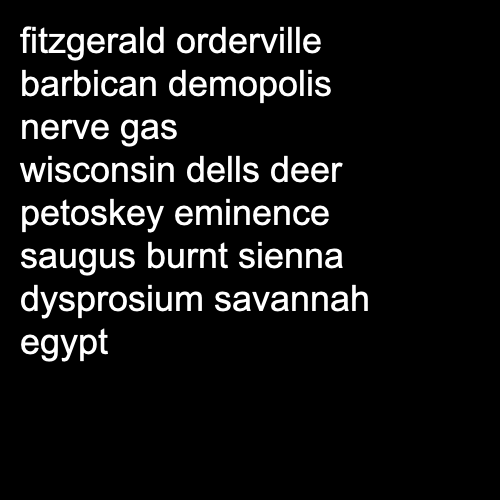 fitzgerald orderville
barbican demopolis
nerve gas
wisconsin dells deer
petoskey eminence
saugus burnt sienna
dysprosium savannah
egypt